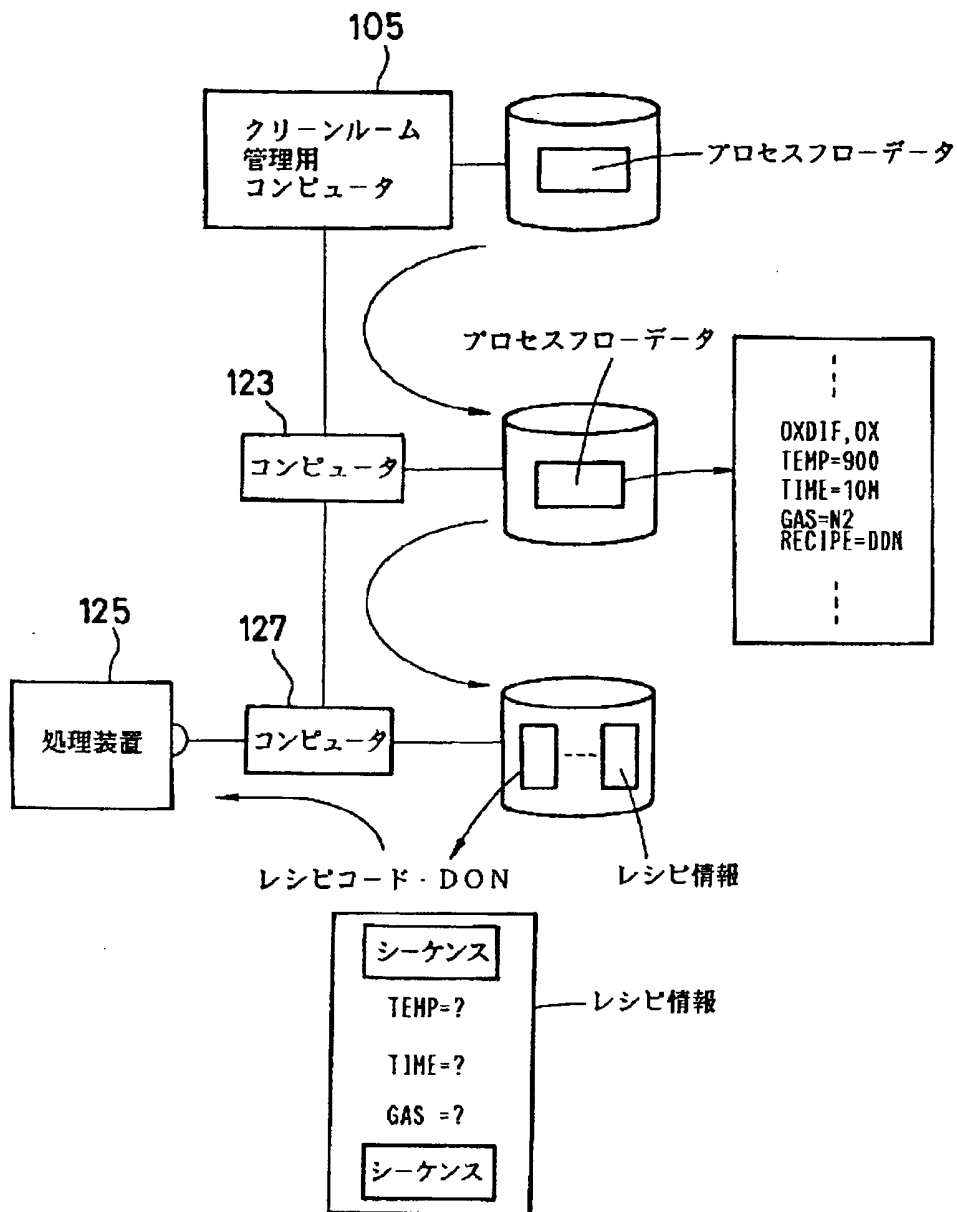 105
クリーンルーム
管理用
コンピュータ
プロセスフローデータ
プロセスフローデータ
123
コンピュータ
OXDIF,OX
TEMP=900
TIME=10M
GAS=N2
RECIPE=DDN
125
処理装置
127
コンピュータ
レシピコード・DON
レシピ情報
シーケンス
TEMP=?
TIME=?
GAS =?
シーケンス
レシピ情報